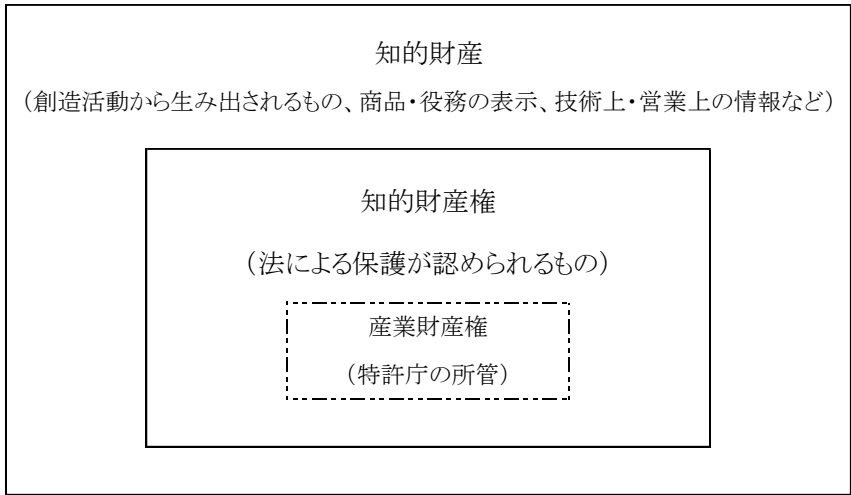 知的財産
（創造活動から生み出されるもの、商品・役務の表示、技術上・営業上の情報など）
知的財産権
（法による保護が認められるもの）
産業財産権
（特許庁の所管）